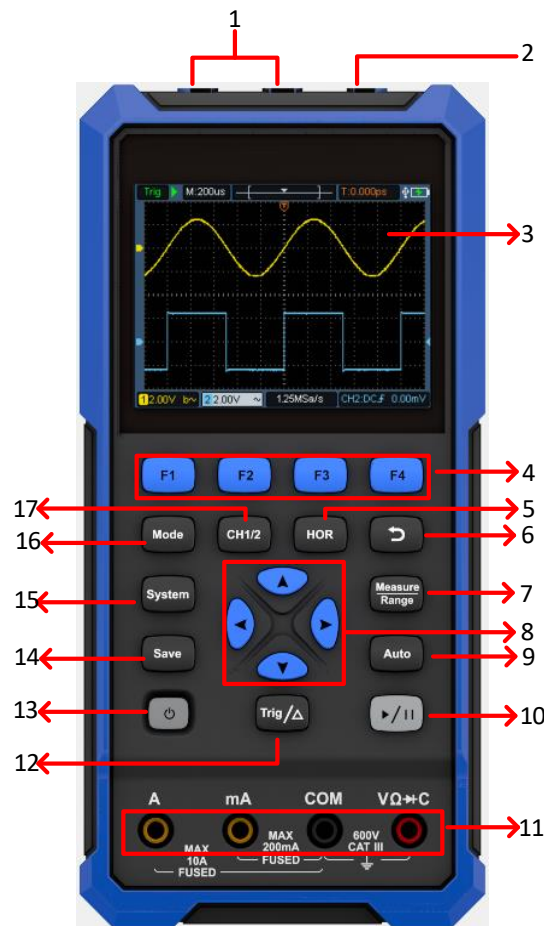 1
2
Trig M:200us T:0.000ps
T
3
1 2.00V b~ 2 2.00V ~ 1.25MSa/s CH2:DC 0.00mV
F1 F2 F3 F4
4
17
5
16
Mode CH1/2 HOR
6
15
System
Measure
Range
7
8
14
Save
Auto
9
13
Trig/△
10
12
A mA COM VΩC
11
MAX
10A
FUSED
MAX
200mA
FUSED
600V
CAT III